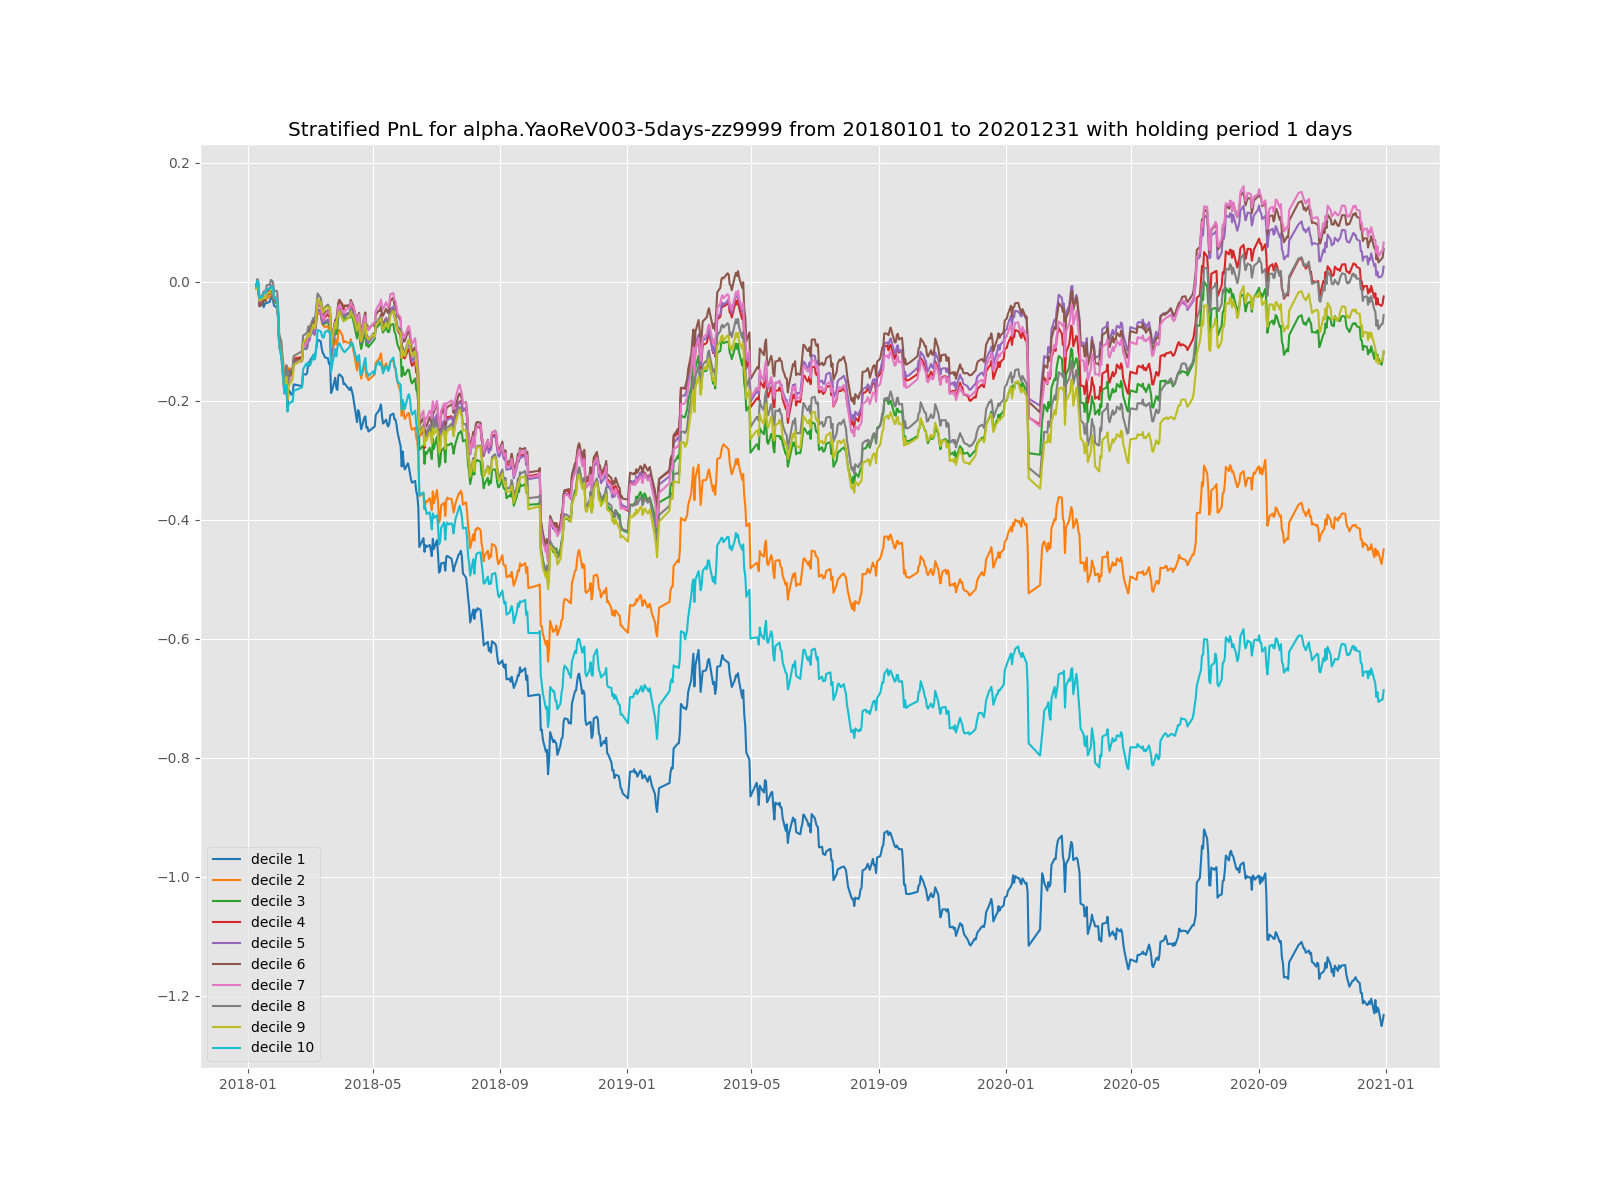 Stratified PnL for alpha.YaoReV003-5days-zz9999 from 20180101 to 20201231 with holding period 1 days
0.2
0.0
−0.2
−0.4
−0.6
−0.8
−1.0
−1.2
decile 1
decile 2
decile 3
decile 4
decile 5
decile 6
decile 7
decile 8
decile 9
decile 10
2018-01 2018-05 2018-09 2019-01 2019-05 2019-09 2020-01 2020-05 2020-09 2021-01